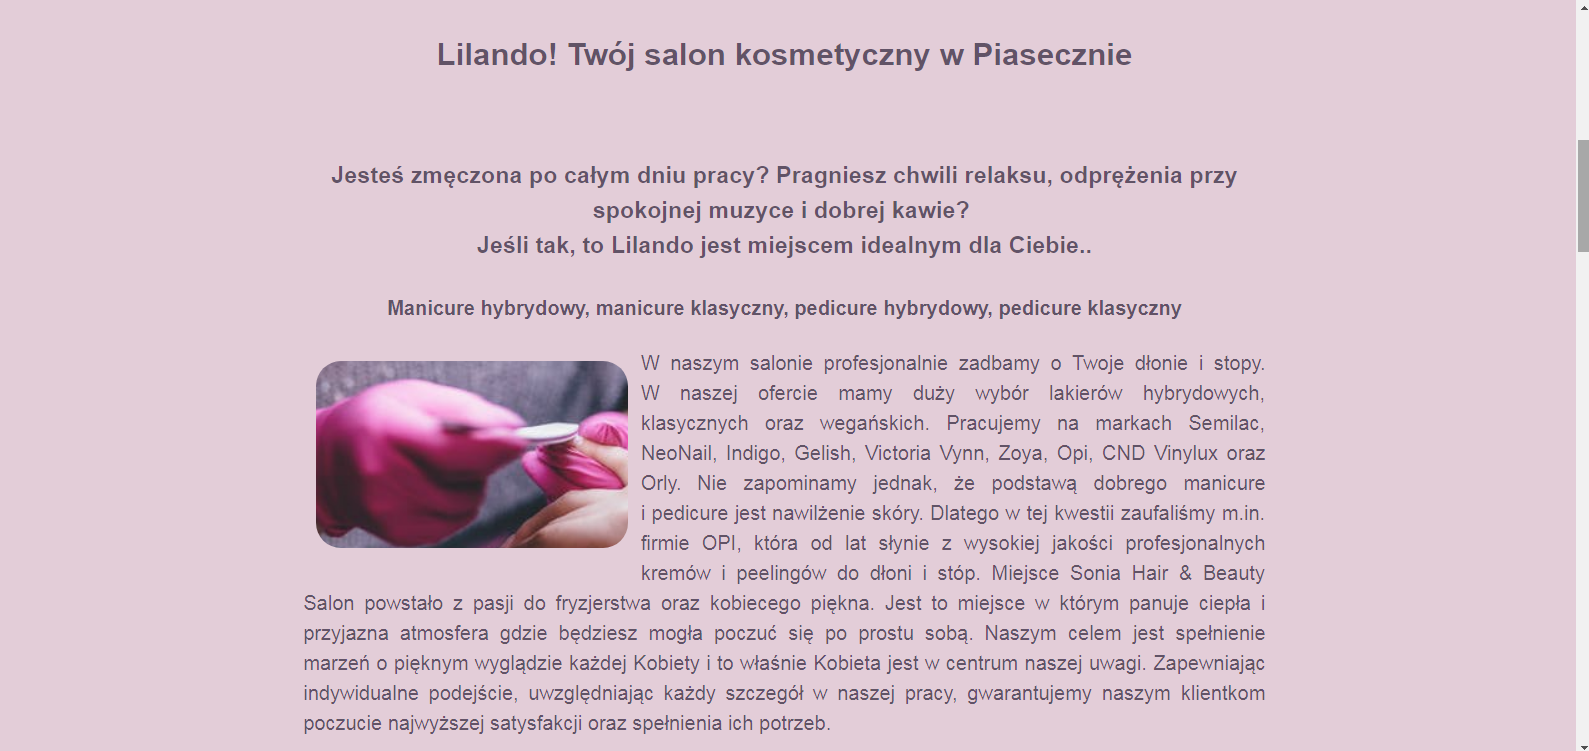 Lilando! Twój salon kosmetyczny w Piasecznie
Jesteś zmęczona po całym dniu pracy? Pragniesz chwili relaksu, odprężenia przy
spokojnej muzyce i dobrej kawie?
Jeśli tak, to Lilando jest miejscem idealnym dla Ciebie..
Manicure hybrydowy, manicure klasyczny, pedicure hybrydowy, pedicure klasyczny
W naszym salonie profesjonalnie zadbamy o Twoje dłonie i stopy.
W naszej ofercie mamy duży wybór lakierów hybrydowych,
klasycznych oraz wegańskich. Pracujemy na markach Semilac,
NeoNail, Indigo, Gelish, Victoria Vynn, Zoya, Opi, CND Vinylux oraz
Orly. Nie zapominamy jednak, że podstawą dobrego manicure
i pedicure jest nawilżenie skóry. Dlatego w tej kwestii zaufaliśmy m.in.
firmie OPI, która od lat słynie z wysokiej jakości profesjonalnych
kremów i peelingów do dłoni i stóp. Miejsce Sonia Hair & Beauty
Salon powstało z pasji do fryzjerstwa oraz kobiecego piękna. Jest to miejsce w którym panuje ciepła i
przyjazna atmosfera gdzie będziesz mogła poczuć się po prostu sobą. Naszym celem jest spełnienie
marzeń o pięknym wyglądzie każdej Kobiety i to właśnie Kobieta jest w centrum naszej uwagi. Zapewniając
indywidualne podejście, uwzględniając każdy szczegół w naszej pracy, gwarantujemy naszym klientkom
poczucie najwyższej satysfakcji oraz spełnienia ich potrzeb.